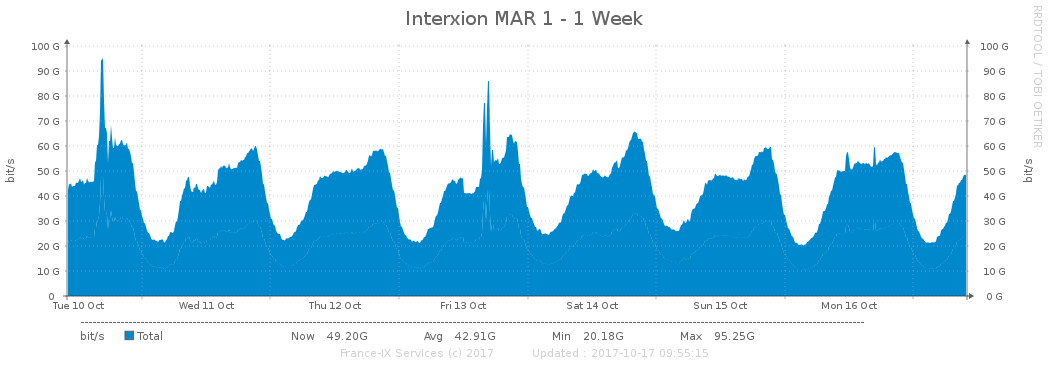 Interxion MAR 1 - 1 Week
RRDTOOL / TOBI OETIKER
bit/s
bit/s
100 G 100 G
90 G 90 G
80 G 80 G
70 G 70 G
60 G 60 G
50 G 50 G
40 G 40 G
30 G 30 G
20 G 20 G
10 G 10 G
0 0 G
Tue 10 Oct Wed 11 Oct Thu 12 Oct Fri 13 Oct Sat 14 Oct Sun 15 Oct Mon 16 Oct
bit/s Total Now 49.20G Avg 42.91G Min 20.18G Max 95.25G
France-IX Services (c) 2017 Updated : 2017-10-17 09:55:15